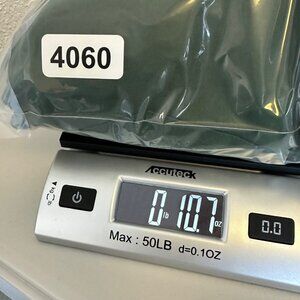 4060
Accuteck
0 lb 10.7 oz
0.0
Max : 50LB d=0.1OZ